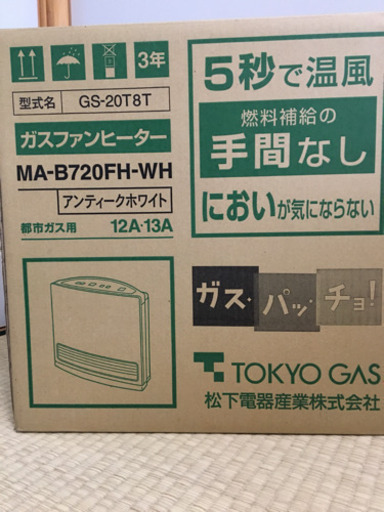 3年
型式名 GS-20T8T
ガスファンヒーター
MA-B720FH-WH
アンティークホワイト
都市ガス用 12A·13A
5秒で温風
燃料補給の
手間なし
においが気にならない
ガス・パッ・チョ!
TOKYO GAS
松下電器産業株式会社